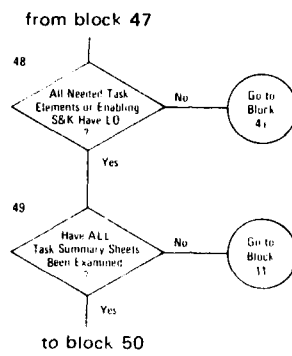 from block 47
48
All Needed Task
Elements or Enabling
S&K Have LO
?
No
Go to
Block
Yes
49
Have ALL
Task Summary Sheets
Been Examined
?
No
Go to
Block
11
Yes
to block 50